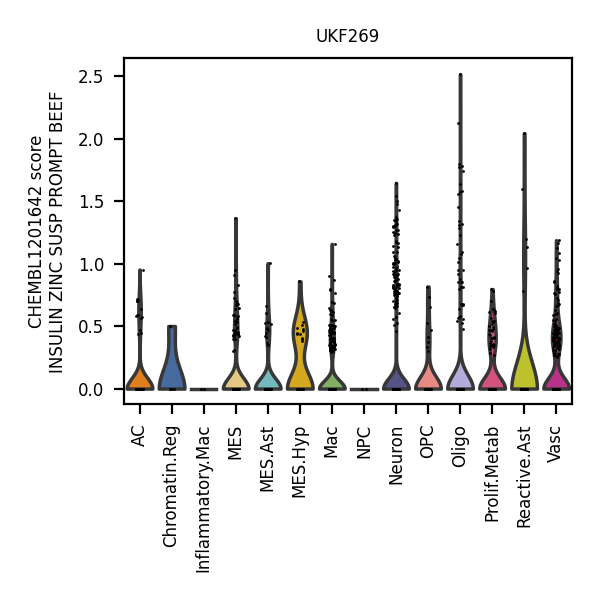 UKF269
CHEMBL1201642 score
INSULIN ZINC SUSP PROMPT BEEF
2.5
2.0
1.5
1.0
0.5
0.0
AC
Chromatin.Reg
Inflammatory.Mac
MES
MES.Ast
MES.Hyp
Mac
NPC
Neuron
OPC
Oligo
Prolif.Metab
Reactive.Ast
Vasc